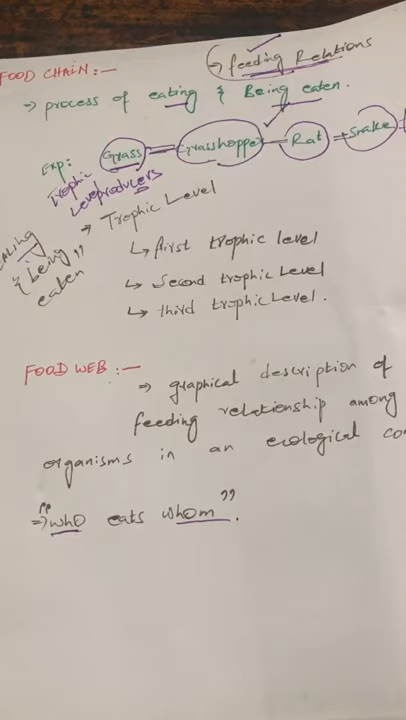 → feeding Relations
FOOD CHAIN:—
→ process of eating & Being eaten.
Exp: Grass Grasshopper Rat Snake
Trophic
Level producers
→ Trophic Level
↳ first trophic level
↳ Second trophic Level
↳ third trophic Level.
eating
& being
eaten"
FOOD WEB:—
⇒ graphical description of
feeding relationship among
organisms in an ecological co
"⇒ who eats whom".